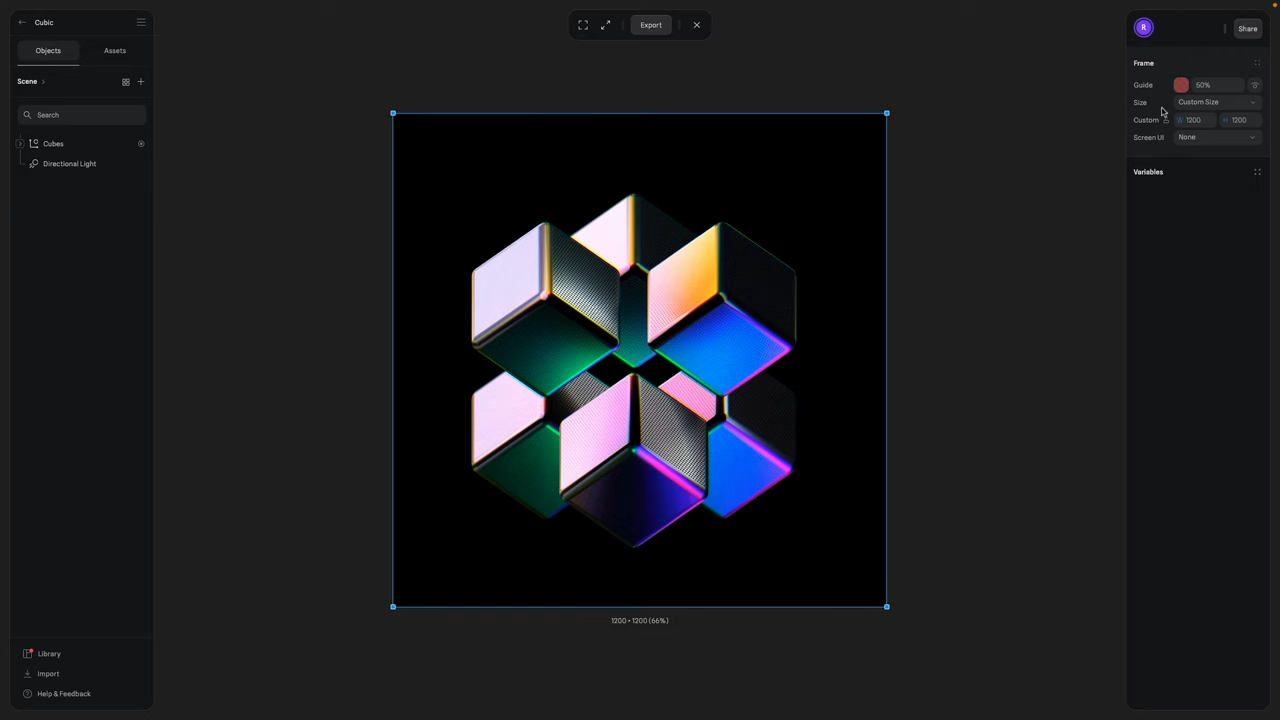 Cubic
Objects
Assets
Scene
Search
Cubes
Directional Light
Library
Import
Help & Feedback
Export
1200 • 1200 (66%)
R
Share
Frame
Guide
50%
Size
Custom Size
Custom
W 1200
H 1200
Screen UI
None
Variables